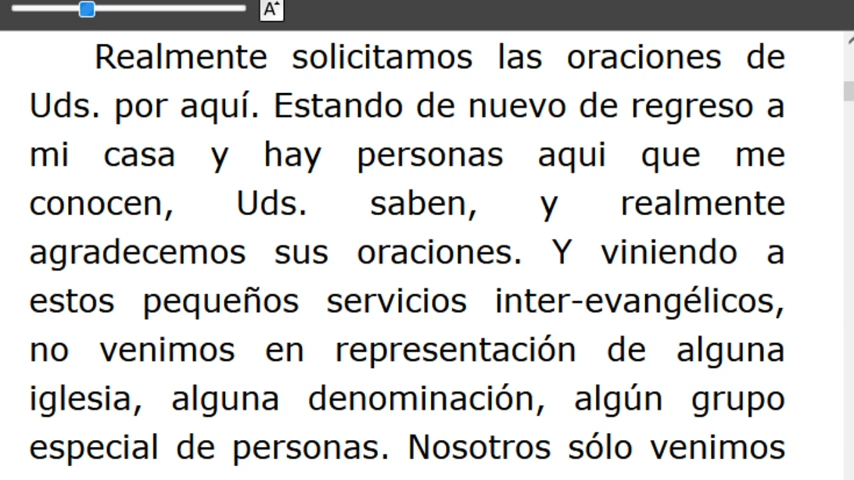 A
Realmente solicitamos las oraciones de
Uds. por aquí. Estando de nuevo de regreso a
mi casa y hay personas aqui que me
conocen, Uds. saben, y realmente
agradecemos sus oraciones. Y viniendo a
estos pequeños servicios inter-evangélicos,
no venimos en representación de alguna
iglesia, alguna denominación, algún grupo
especial de personas. Nosotros sólo venimos